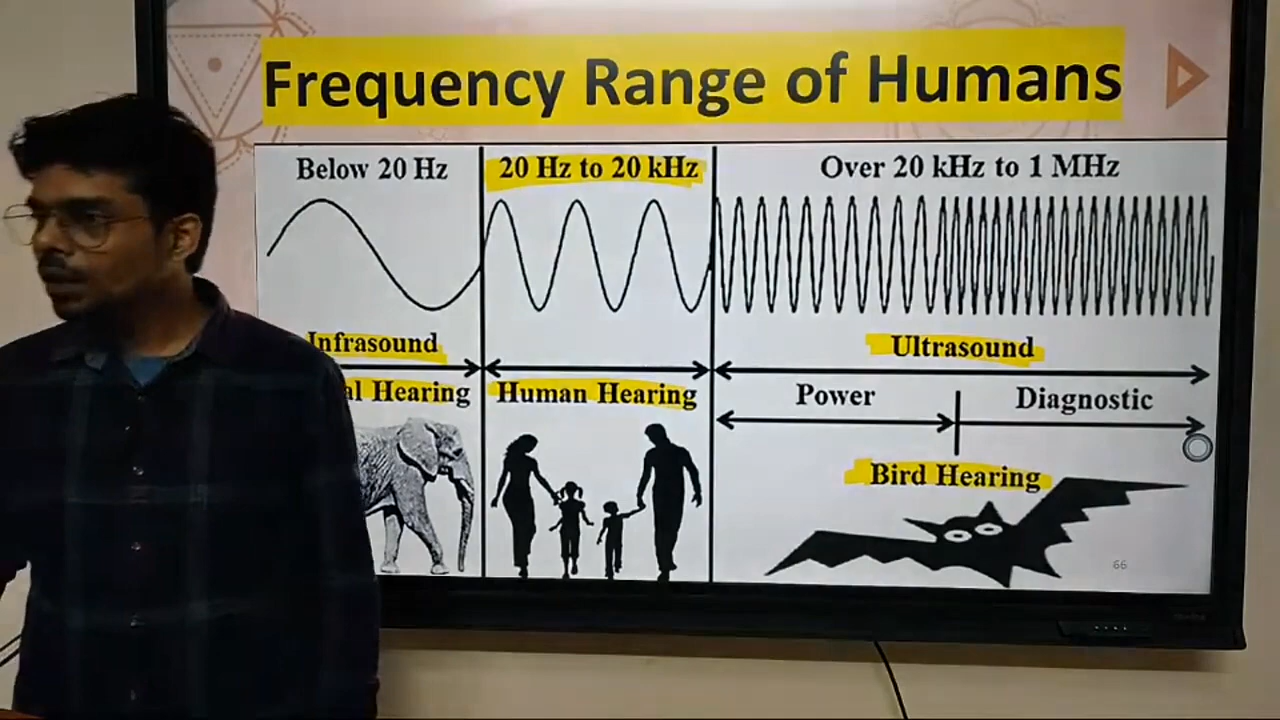 Frequency Range of Humans
Below 20 Hz
20 Hz to 20 kHz
Over 20 kHz to 1 MHz
Infrasound
Ultrasound
Hearing
Human Hearing
Power
Diagnostic
Bird Hearing
66